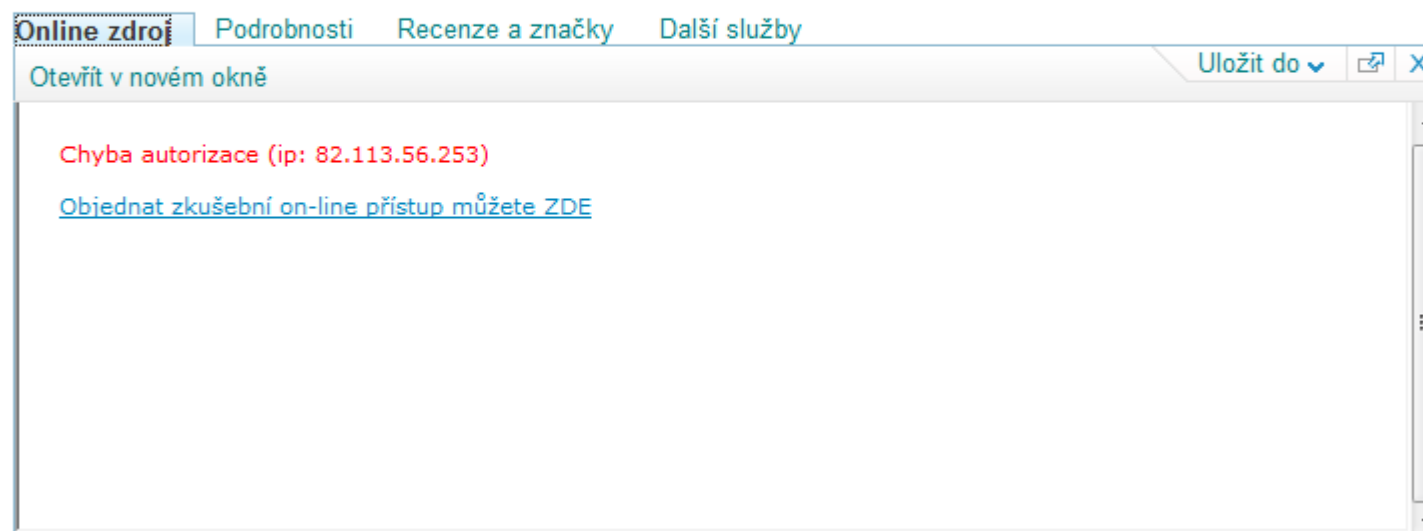 Online zdroj Podrobnosti Recenze a značky Další služby
Otevřít v novém okně Uložit do
Chyba autorizace (ip: 82.113.56.253)
Objednat zkušební on-line přístup můžete ZDE